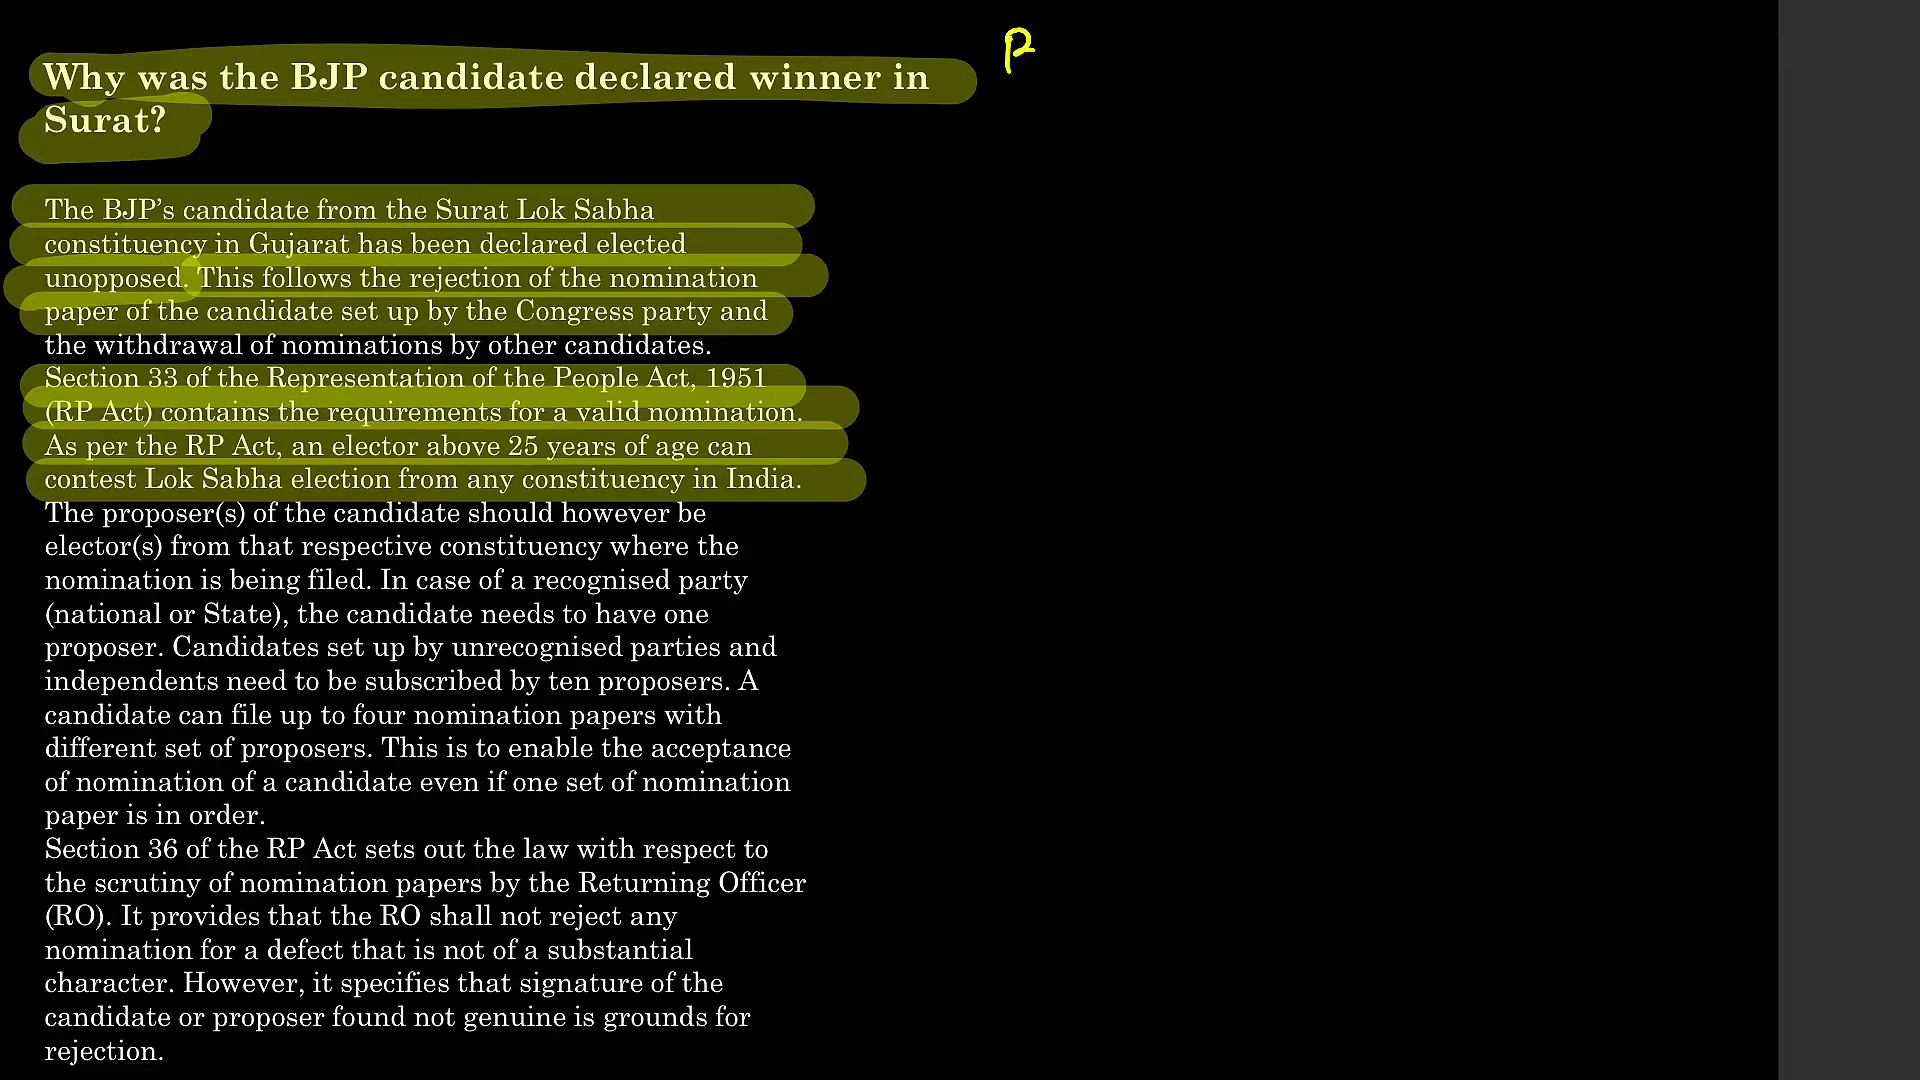 Why was the BJP candidate declared winner in
Surat?
The BJP’s candidate from the Surat Lok Sabha
constituency in Gujarat has been declared elected
unopposed. This follows the rejection of the nomination
paper of the candidate set up by the Congress party and
the withdrawal of nominations by other candidates.
Section 33 of the Representation of the People Act, 1951
(RP Act) contains the requirements for a valid nomination.
As per the RP Act, an elector above 25 years of age can
contest Lok Sabha election from any constituency in India.
The proposer(s) of the candidate should however be
elector(s) from that respective constituency where the
nomination is being filed. In case of a recognised party
(national or State), the candidate needs to have one
proposer. Candidates set up by unrecognised parties and
independents need to be subscribed by ten proposers. A
candidate can file up to four nomination papers with
different set of proposers. This is to enable the acceptance
of nomination of a candidate even if one set of nomination
paper is in order.
Section 36 of the RP Act sets out the law with respect to
the scrutiny of nomination papers by the Returning Officer
(RO). It provides that the RO shall not reject any
nomination for a defect that is not of a substantial
character. However, it specifies that signature of the
candidate or proposer found not genuine is grounds for
rejection.